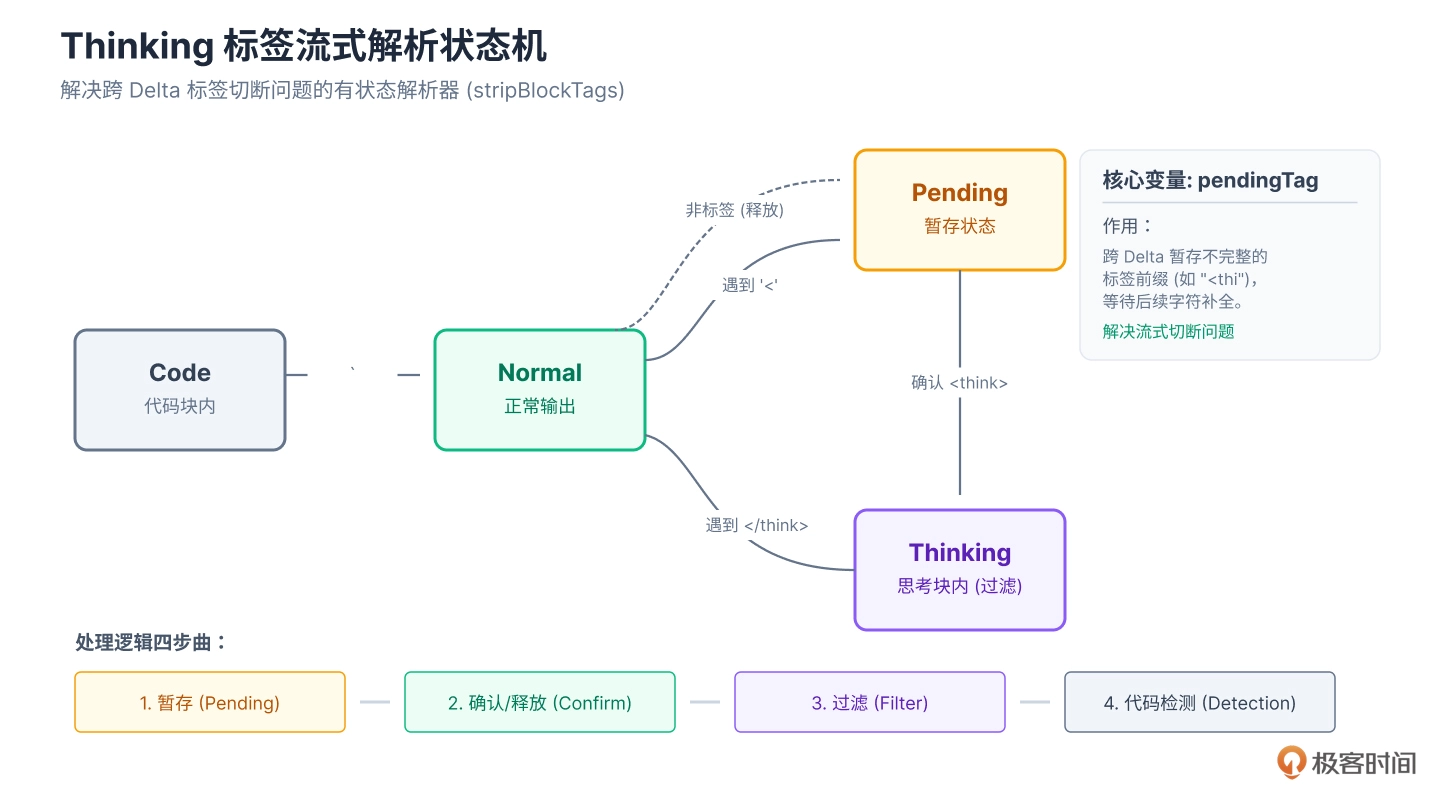 Thinking 标签流式解析状态机
解决跨 Delta 标签切断问题的有状态解析器 (stripBlockTags)
Pending
暂存状态
核心变量: pendingTag
作用：
跨 Delta 暂存不完整的
标签前缀 (如 "<thi")，
等待后续字符补全。
解决流式切断问题
非标签 (释放)
遇到 '<'
Code
代码块内
`
Normal
正常输出
确认 <think>
遇到 </think>
Thinking
思考块内 (过滤)
处理逻辑四步曲：
1. 暂存 (Pending)
2. 确认/释放 (Confirm)
3. 过滤 (Filter)
4. 代码检测 (Detection)
极客时间